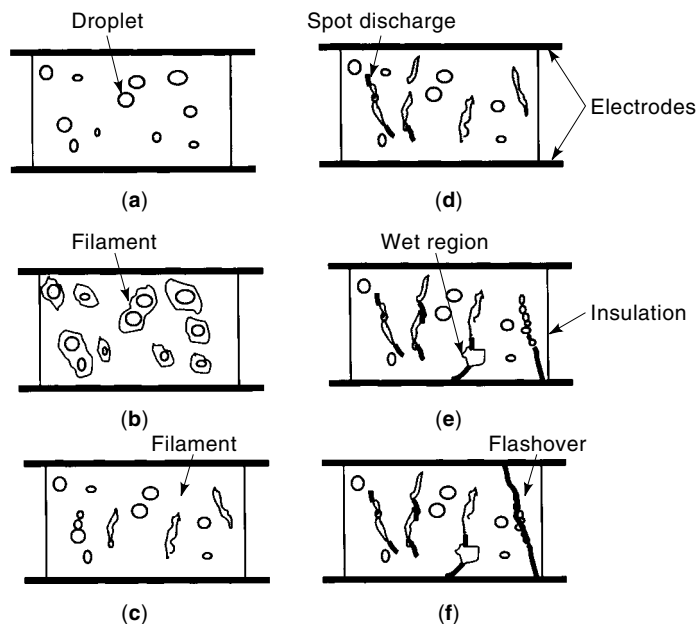 Droplet
Spot discharge
Electrodes
(a)
(d)
Filament
Wet region
Insulation
(b)
(e)
Filament
Flashover
(c)
(f)